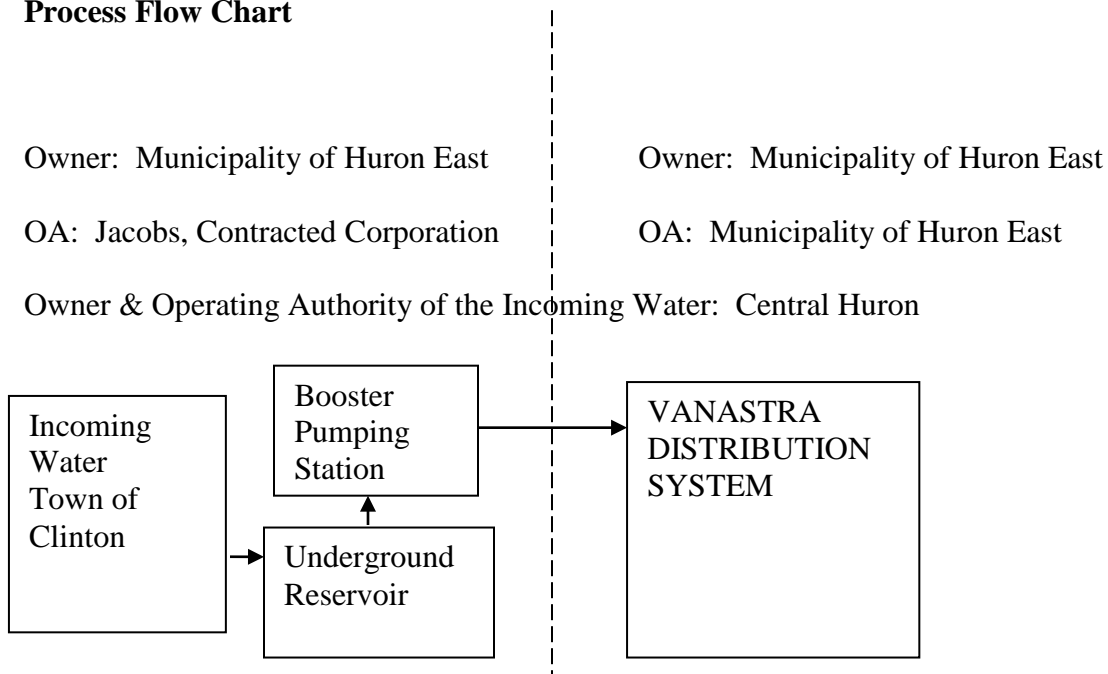 Process Flow Chart
Owner: Municipality of Huron East
Owner: Municipality of Huron East
OA: Jacobs, Contracted Corporation
OA: Municipality of Huron East
Owner & Operating Authority of the Incoming Water: Central Huron
Incoming
Water
Town of
Clinton
Booster
Pumping
Station
Underground
Reservoir
VANASTRA
DISTRIBUTION
SYSTEM